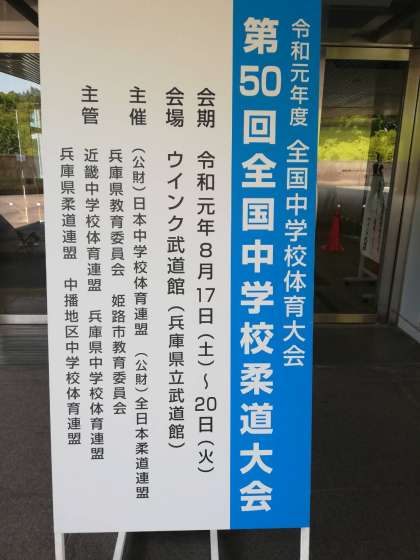 令和元年度 全国中学校体育大会
第50回全国中学校柔道大会
会期 令和元年8月17日(土)~20日(火)
会場 ウインク武道館(兵庫県立武道館)
主催 (公財)日本中学校体育連盟 (公財)全日本柔道連盟
兵庫県教育委員会 姫路市教育委員会
主管 近畿中学校体育連盟 兵庫県中学校体育連盟
兵庫県柔道連盟 中播地区中学校体育連盟